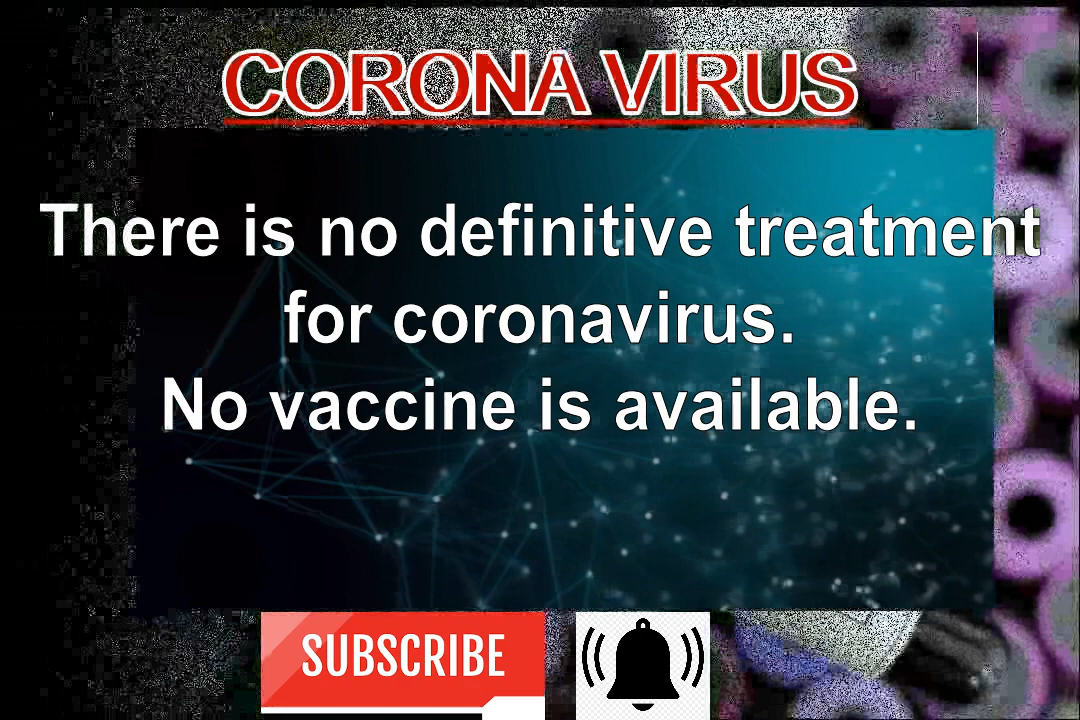 CORONA VIRUS
There is no definitive treatment
for coronavirus.
No vaccine is available.
SUBSCRIBE